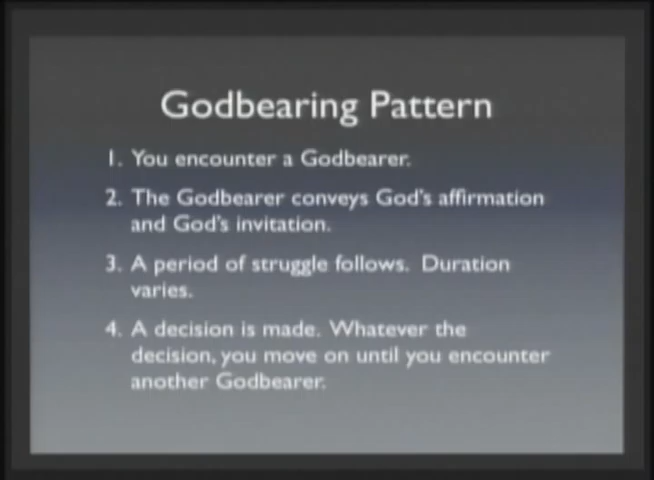 Godbearing Pattern
1. You encounter a Godbearer.
2. The Godbearer conveys God's affirmation
and God's invitation.
3. A period of struggle follows. Duration
varies.
4. A decision is made. Whatever the
decision, you move on until you encounter
another Godbearer.